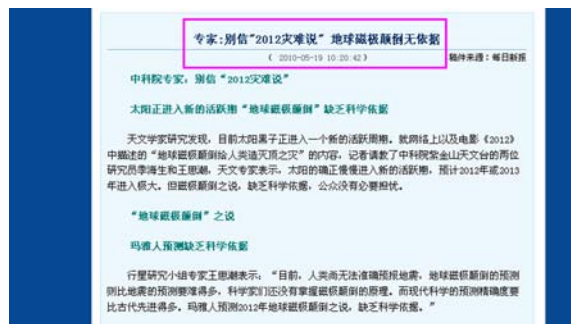 专家:别信"2012灾难说" 地球磁极颠倒无依据
( 2010-05-19 10:20:42 )
稿件来源：每日新报
中科院专家：别信“2012灾难说”
太阳正进入新的活跃期“地球磁极颠倒”缺乏科学依据
天文学家研究发现，目前太阳黑子正进入一个新的活跃周期。就网络上以及电影《2012》
中描述的“地球磁极颠倒给人类造灭顶之灾”的内容，记者请教了中科院紫金山天文台的两位
研究员季海生和王思潮，天文专家表示，太阳的确正慢慢进入新的活跃期，预计2012年或2013
年进入极大。但磁极颠倒之说，缺乏科学依据，公众没有必要担忧。
“地球磁极颠倒”之说
玛雅人预测缺乏科学依据
行星研究小组专家王思潮表示：“目前，人类尚无法准确预报地震，地球磁极颠倒的预测
则比地震的预测要难得多，科学家们还没有掌握磁极颠倒的原理。而现代科学的预测精确度要
比古代先进得多。玛雅人预测2012年地球磁极颠倒之说，缺乏科学依据。”